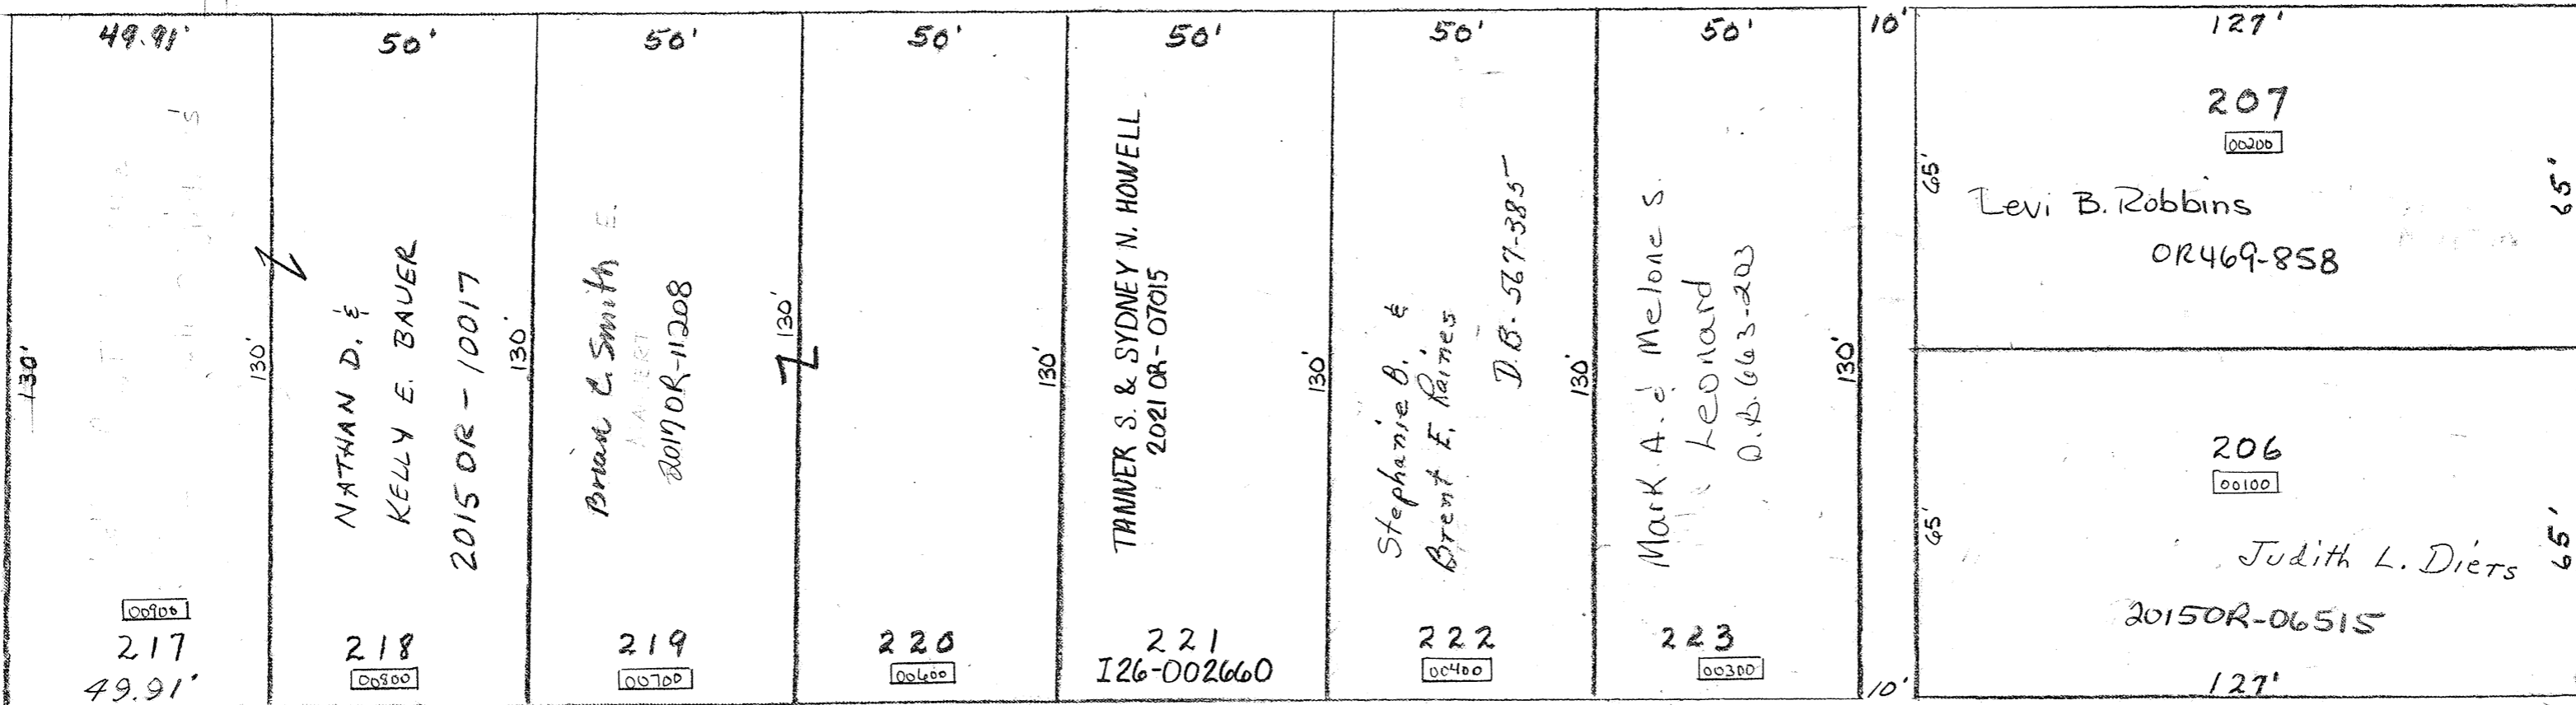 49.91'
130'
00900
217
49.91'
50'
130'
NATHAN D. &
KELLY E. BAUER
2015 OR - 10017
218
00800
50'
130'
Brian C. Smith E.
2017 OR-11208
219
00700
50'
130'
220
00600
50'
130'
TANNER S. & SYDNEY N. HOWELL
2021 OR - 07015
221
I26-002660
50'
130'
Stephanie B. &
Brent E. Raines
D.B. 567-385
222
00400
50'
130'
Mark A. & Melone S.
Leonard
D.B. 663-203
223
00300
130'
10'
10'
127'
207
00200
65'
65'
Levi B. Robbins
OR469-858
206
00100
65'
65'
Judith L. Diers
2015OR-06515
127'